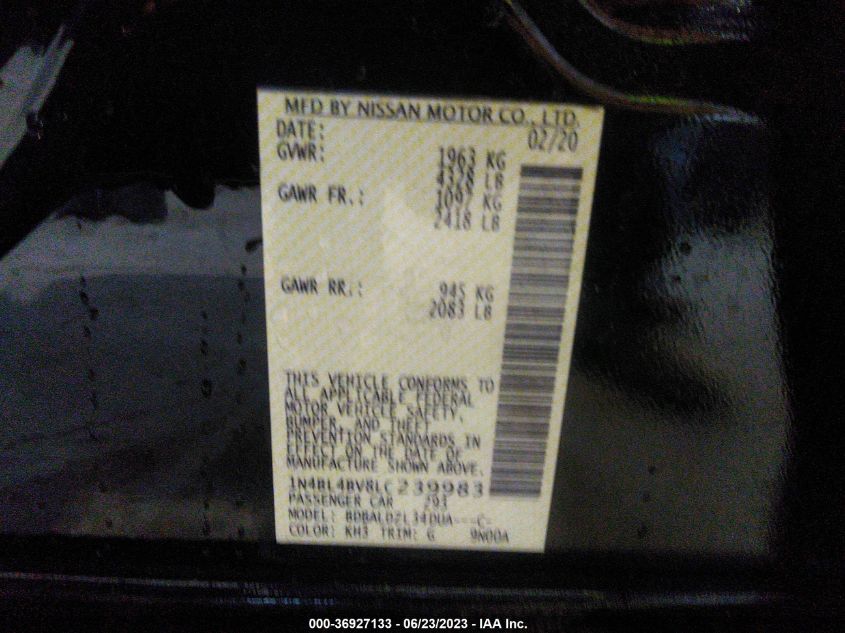 MFD BY NISSAN MOTOR CO., LTD.
DATE: 02/20
GVWR: 1963 KG
4328 LB
GAWR FR.: 1097 KG
2418 LB
GAWR RR.: 945 KG
2083 LB
THIS VEHICLE CONFORMS TO
ALL APPLICABLE FEDERAL
MOTOR VEHICLE SAFETY,
BUMPER, AND THEFT
PREVENTION STANDARDS IN
EFFECT ON THE DATE OF
MANUFACTURE SHOWN ABOVE.
1N4BL4BV8LC239983
PASSENGER CAR 293
MODEL:
COLOR: KH3 TRIM: G 9N00A
000-36927133 - 06/23/2023 - IAA Inc.